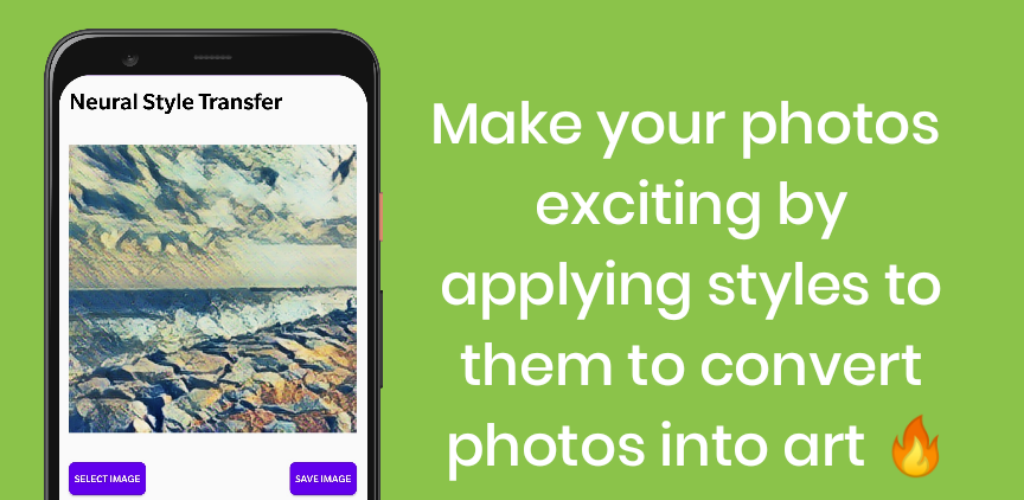 Neural Style Transfer
SELECT IMAGE
SAVE IMAGE
Make your photos
exciting by
applying styles to
them to convert
photos into art 🔥